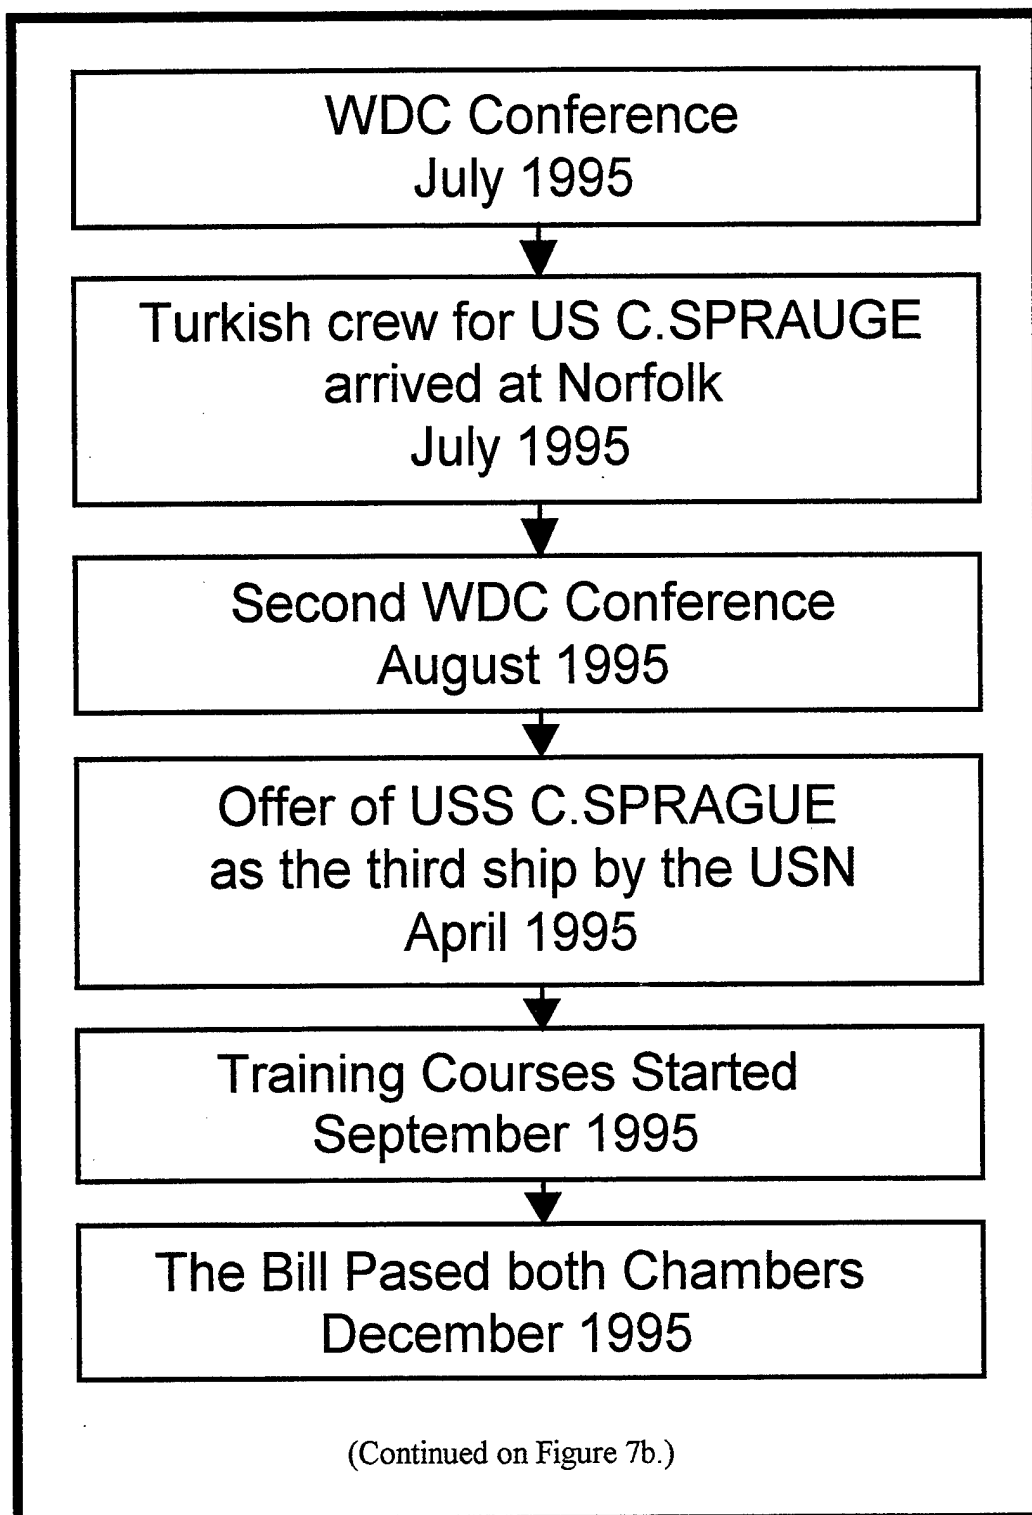 WDC Conference
July 1995
Turkish crew for US C.SPRAUGE
arrived at Norfolk
July 1995
Second WDC Conference
August 1995
Offer of USS C.SPRAGUE
as the third ship by the USN
April 1995
Training Courses Started
September 1995
The Bill Pased both Chambers
December 1995
(Continued on Figure 7b.)